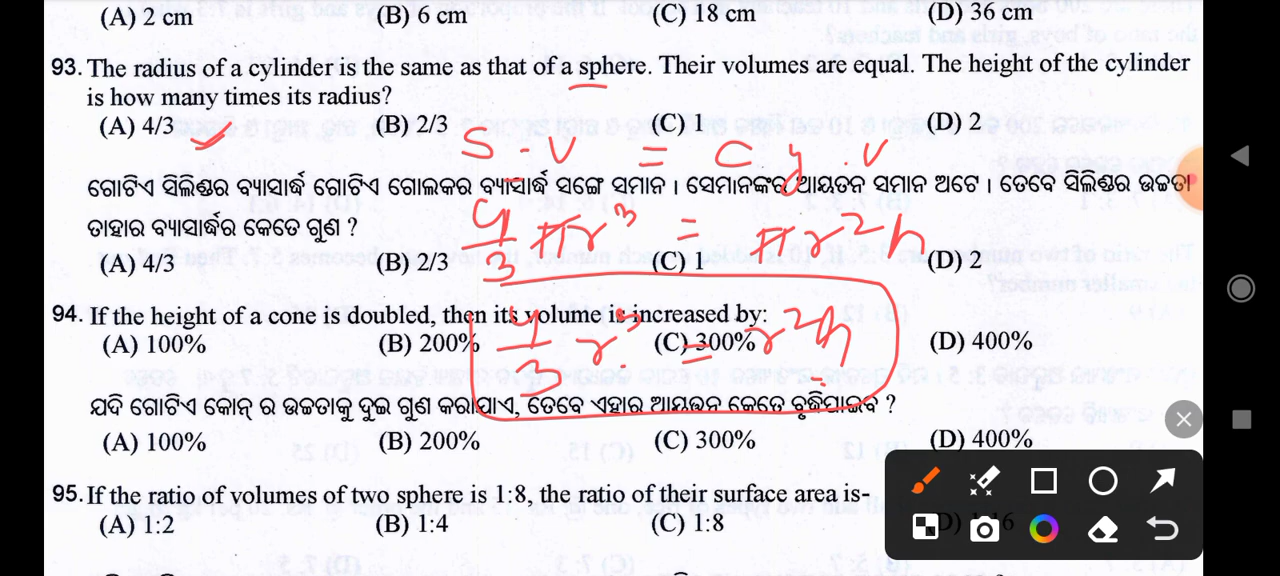 (A) 2 cm (B) 6 cm (C) 18 cm (D) 36 cm
93. The radius of a cylinder is the same as that of a sphere. Their volumes are equal. The height of the cylinder
is how many times its radius?
(A) 4/3 (B) 2/3 (C) 1 (D) 2
S.V = Cy.V
ଗୋଟିଏ ସିଲିଣ୍ଡର ବ୍ୟାସାର୍ଦ୍ଧ ଗୋଟିଏ ଗୋଲକର ବ୍ୟାସାର୍ଦ୍ଧ ସଙ୍ଗେ ସମାନ । ସେମାନଙ୍କର ଆୟତନ ସମାନ ଅଟେ । ତେବେ ସିଲିଣ୍ଡର ଉଚ୍ଚତା
ତାହାର ବ୍ୟାସାର୍ଦ୍ଧର କେତେ ଗୁଣ ?
4/3 πr³ = πr²h
(A) 4/3 (B) 2/3 (C) 1 (D) 2
94. If the height of a cone is doubled, then its volume is increased by:
4/3 r³ = r²h
(A) 100% (B) 200% (C) 300% (D) 400%
ଯଦି ଗୋଟିଏ କୋନ୍ ର ଉଚ୍ଚତାକୁ ଦୁଇ ଗୁଣ କରାଯାଏ, ତେବେ ଏହାର ଆୟତନ କେତେ ବୃଦ୍ଧିପାଇବ ?
(A) 100% (B) 200% (C) 300% (D) 400%
95. If the ratio of volumes of two sphere is 1:8, the ratio of their surface area is-
(A) 1:2 (B) 1:4 (C) 1:8 (D) 1:16